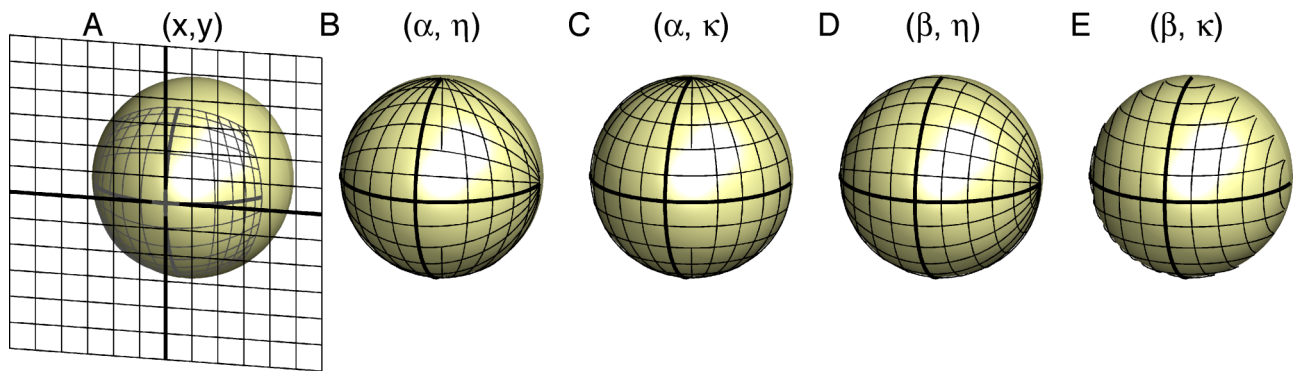 A (x,y) B (α, η) C (α, κ) D (β, η) E (β, κ)